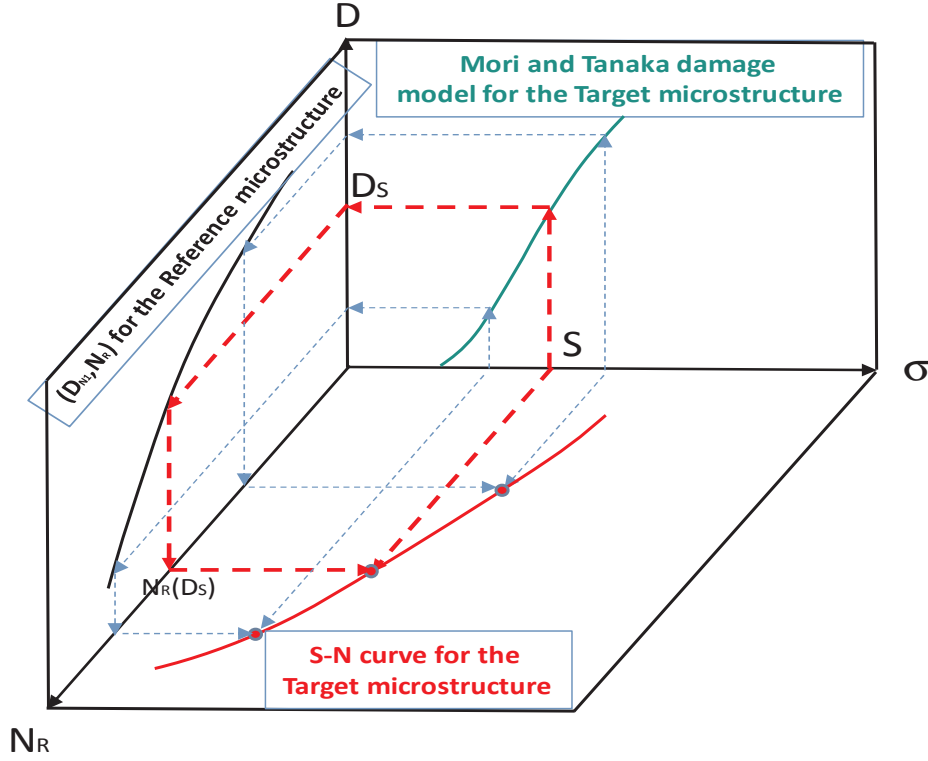 D
Mori and Tanaka damage
model for the Target microstructure
(DN1,NR) for the Reference microstructure
DS
S
σ
NR(DS)
S-N curve for the
Target microstructure
NR